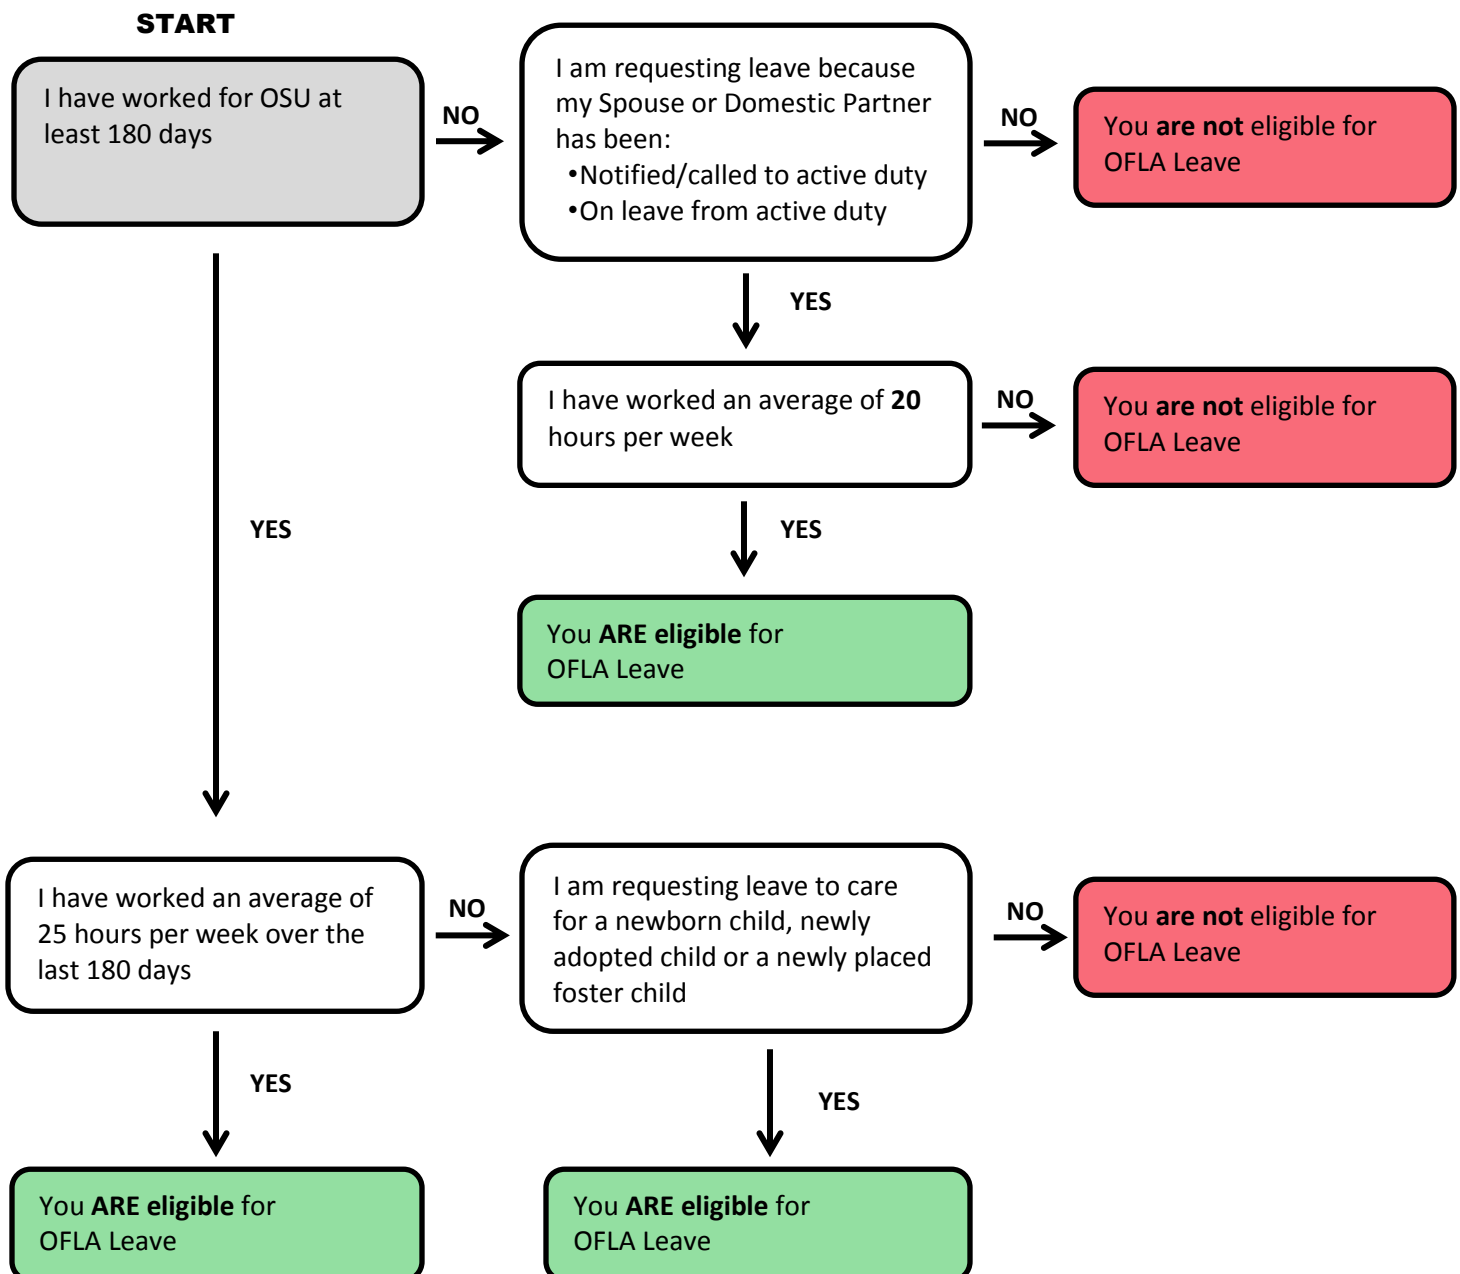 START
I have worked for OSU at
least 180 days
NO
I am requesting leave because
my Spouse or Domestic Partner
has been:
•Notified/called to active duty
•On leave from active duty
NO
You are not eligible for
OFLA Leave
YES
I have worked an average of 20
hours per week
NO
You are not eligible for
OFLA Leave
YES
YES
You ARE eligible for
OFLA Leave
I have worked an average of
25 hours per week over the
last 180 days
NO
I am requesting leave to care
for a newborn child, newly
adopted child or a newly placed
foster child
NO
You are not eligible for
OFLA Leave
YES
YES
You ARE eligible for
OFLA Leave
You ARE eligible for
OFLA Leave